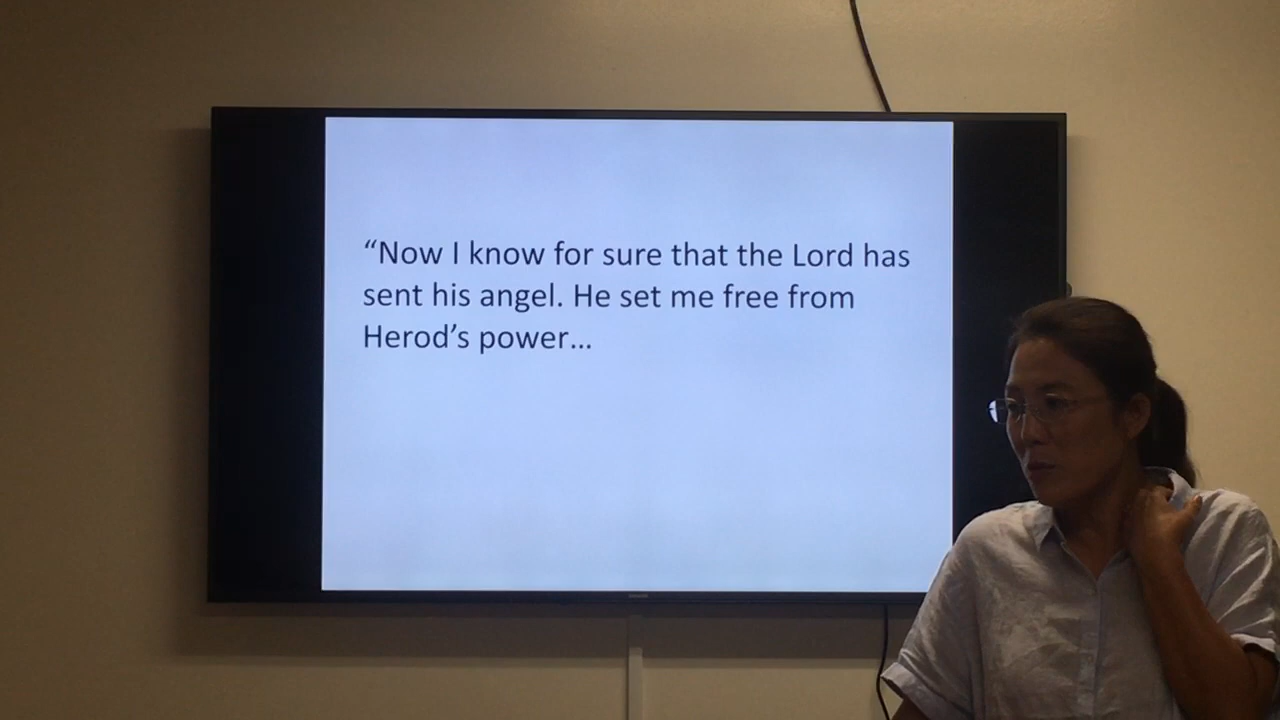 “Now I know for sure that the Lord has
sent his angel. He set me free from
Herod’s power…